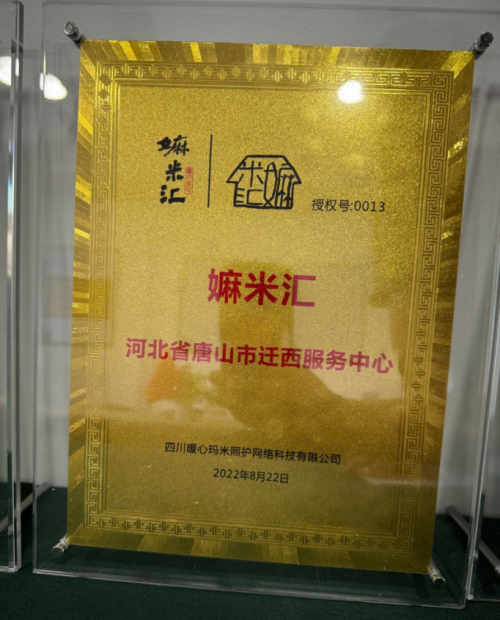 嫲米汇
授权号:0013
嫲米汇
河北省唐山市迁西服务中心
四川暖心玛米照护网络科技有限公司
2022年8月22日